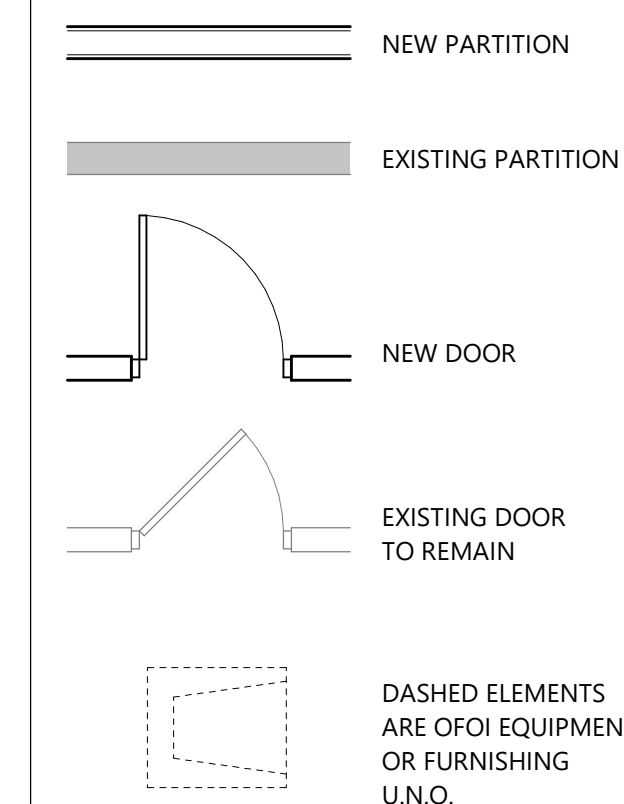 NEW PARTITION
EXISTING PARTITION
NEW DOOR
EXISTING DOOR
TO REMAIN
DASHED ELEMENTS
ARE OFOI EQUIPMEN
OR FURNISHING
U.N.O.